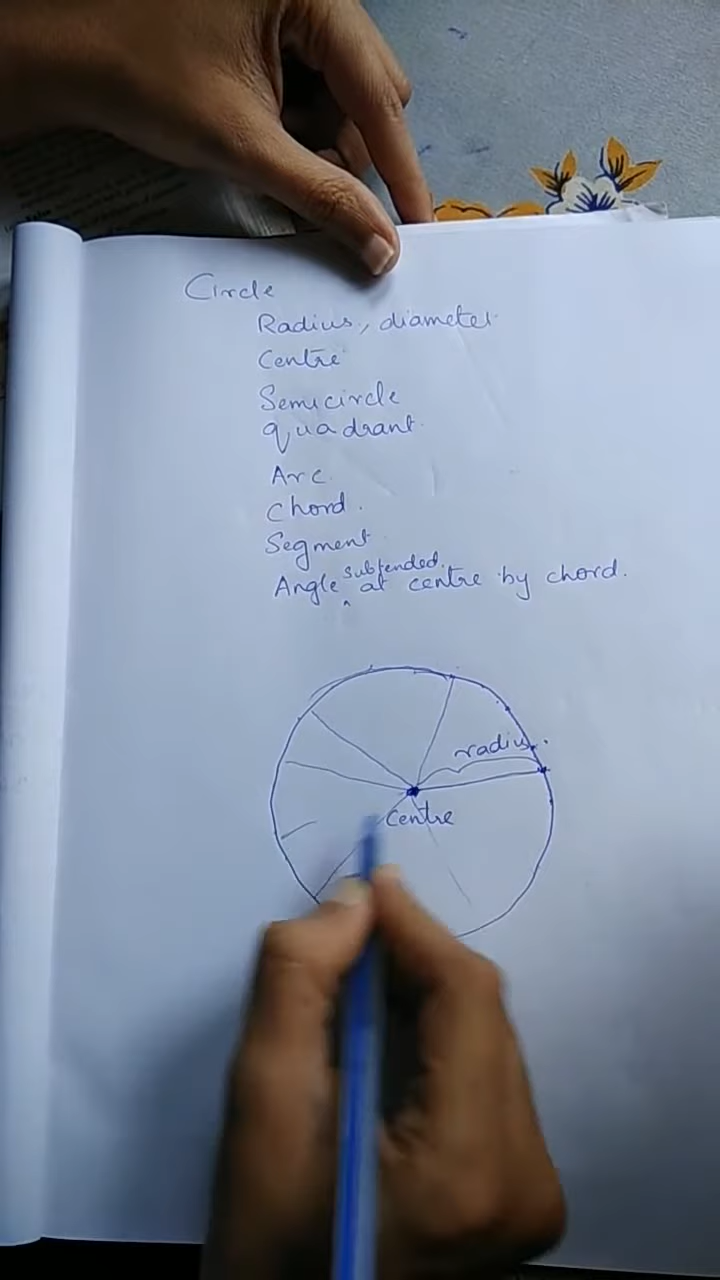 Circle
Radius, diameter
Centre
Semicircle
quadrant.
Arc.
chord.
Segment
Angle subtended at centre by chord.
radius.
Centre